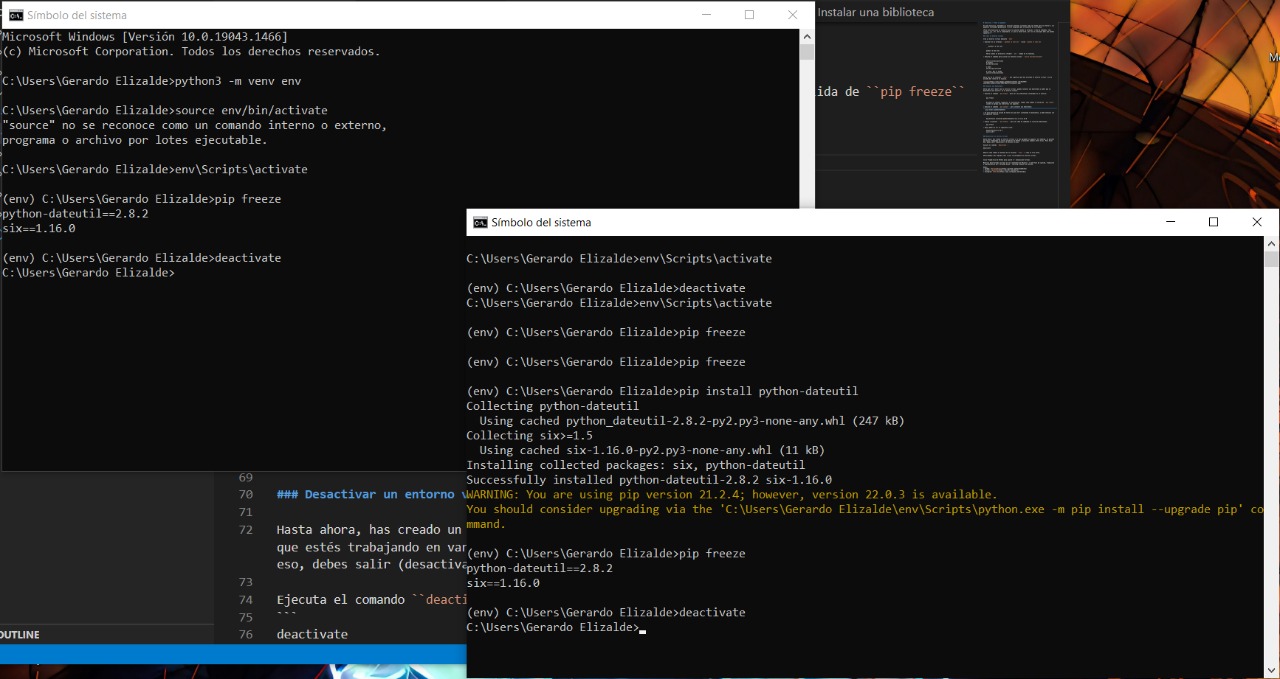 Símbolo del sistema
Microsoft Windows [Versión 10.0.19043.1466]
(c) Microsoft Corporation. Todos los derechos reservados.
C:\Users\Gerardo Elizalde>python3 -m venv env
C:\Users\Gerardo Elizalde>source env/bin/activate
"source" no se reconoce como un comando interno o externo,
programa o archivo por lotes ejecutable.
C:\Users\Gerardo Elizalde>env\Scripts\activate
(env) C:\Users\Gerardo Elizalde>pip freeze
python-dateutil==2.8.2
six==1.16.0
(env) C:\Users\Gerardo Elizalde>deactivate
C:\Users\Gerardo Elizalde>
Instalar una biblioteca
ida de ``pip freeze``
Símbolo del sistema
C:\Users\Gerardo Elizalde>env\Scripts\activate
(env) C:\Users\Gerardo Elizalde>deactivate
C:\Users\Gerardo Elizalde>env\Scripts\activate
(env) C:\Users\Gerardo Elizalde>pip freeze
(env) C:\Users\Gerardo Elizalde>pip freeze
(env) C:\Users\Gerardo Elizalde>pip install python-dateutil
Collecting python-dateutil
  Using cached python_dateutil-2.8.2-py2.py3-none-any.whl (247 kB)
Collecting six>=1.5
  Using cached six-1.16.0-py2.py3-none-any.whl (11 kB)
Installing collected packages: six, python-dateutil
Successfully installed python-dateutil-2.8.2 six-1.16.0
WARNING: You are using pip version 21.2.4; however, version 22.0.3 is available.
You should consider upgrading via the 'C:\Users\Gerardo Elizalde\env\Scripts\python.exe -m pip install --upgrade pip' co
mmand.
(env) C:\Users\Gerardo Elizalde>pip freeze
python-dateutil==2.8.2
six==1.16.0
(env) C:\Users\Gerardo Elizalde>deactivate
C:\Users\Gerardo Elizalde>
69
70 ### Desactivar un entorno v
71
72 Hasta ahora, has creado un
que estés trabajando en var
eso, debes salir (desactiva
73
74 Ejecuta el comando ``deacti
75 ```
76 deactivate
OUTLINE